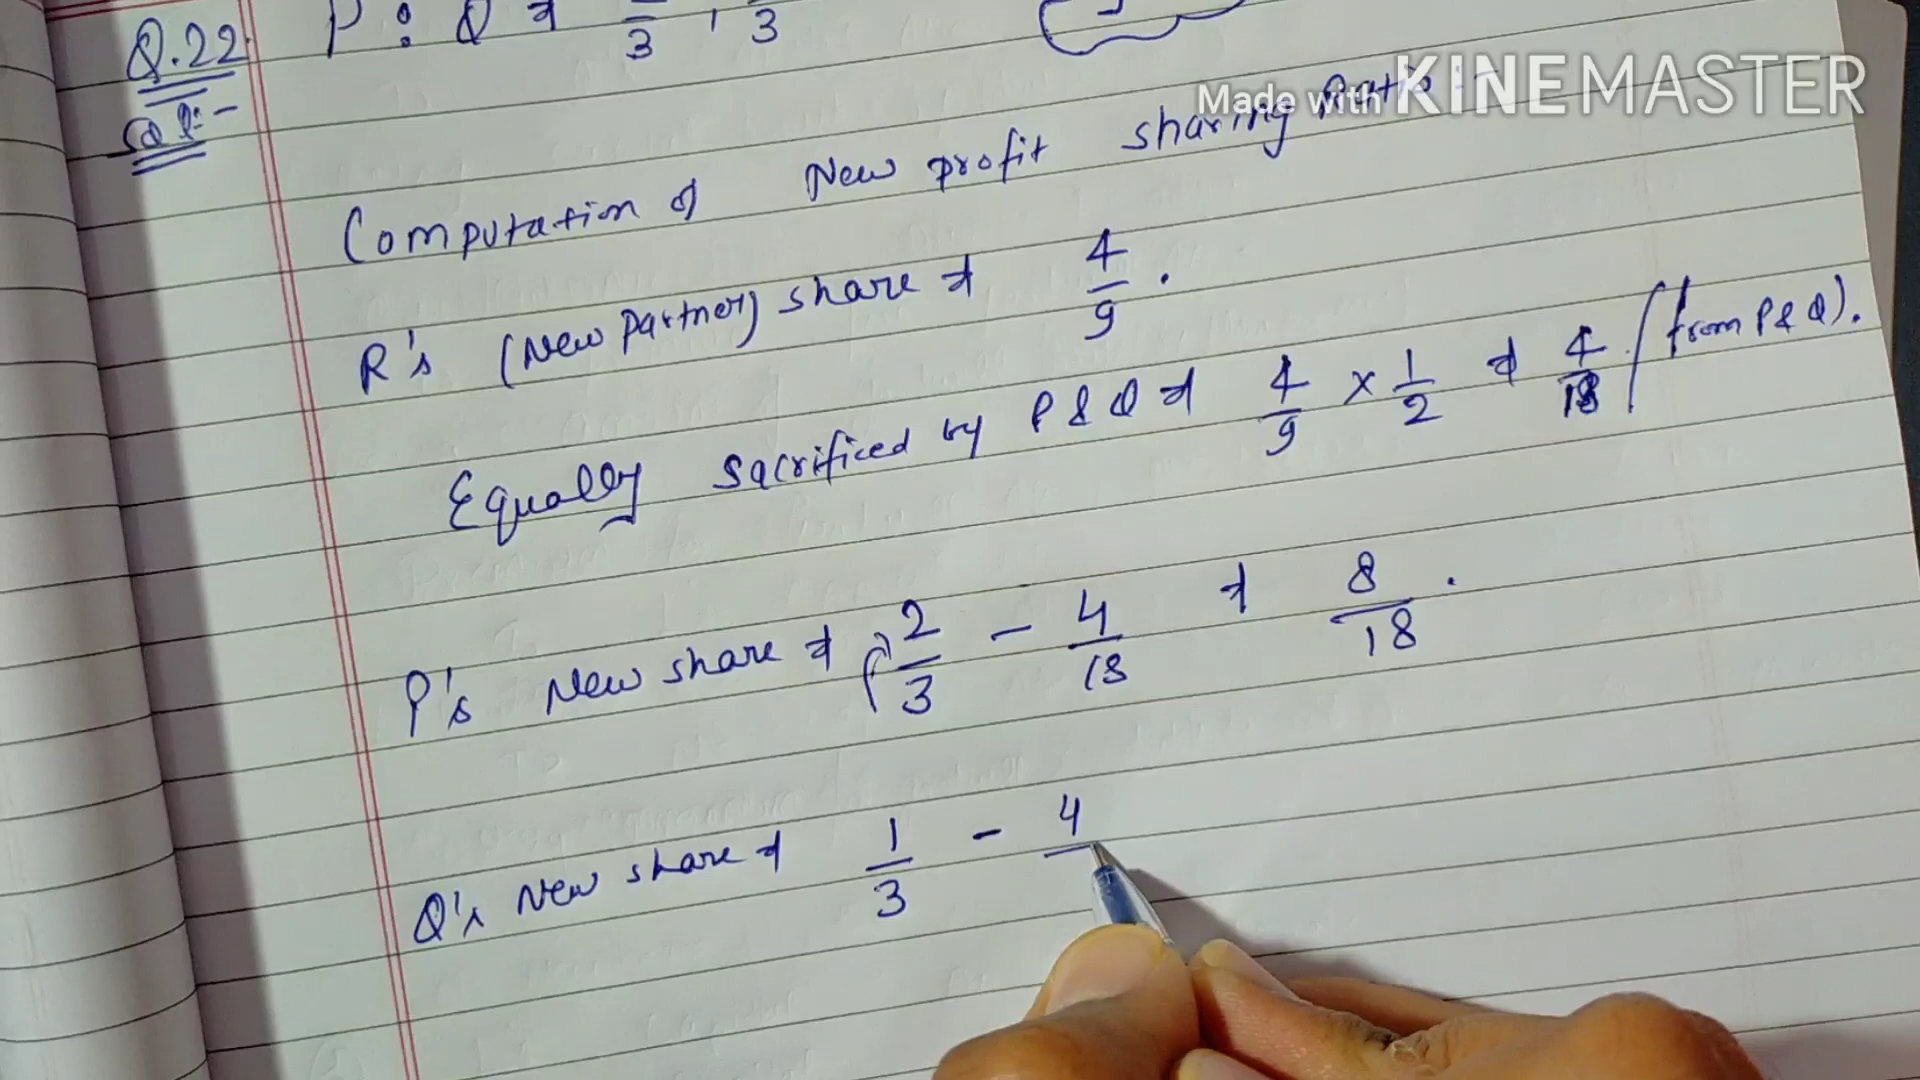 Q.22 P : Q → /3 , /3
Sol:-
Made with KINEMASTER
Computation of New profit sharing Ratio :-
R's (New Partner) share → 4/9 .
Equally sacrificed by P & Q → 4/9 × 1/2 → 4/18 (from P & Q).
P's New share → 2/3 - 4/18 → 8/18 .
Q's New share → 1/3 - 4